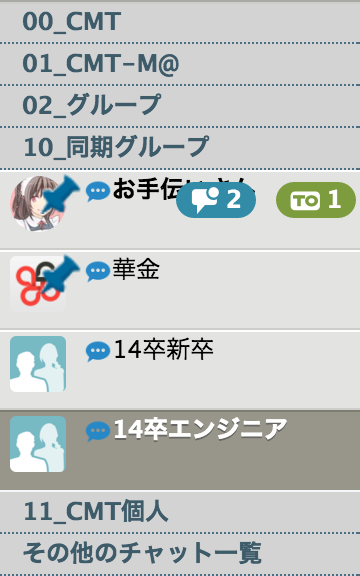 00_CMT
01_CMT-M@
02_グループ
10_同期グループ
お手伝いさん
2
TO 1
華金
14卒新卒
14卒エンジニア
11_CMT個人
その他のチャット一覧